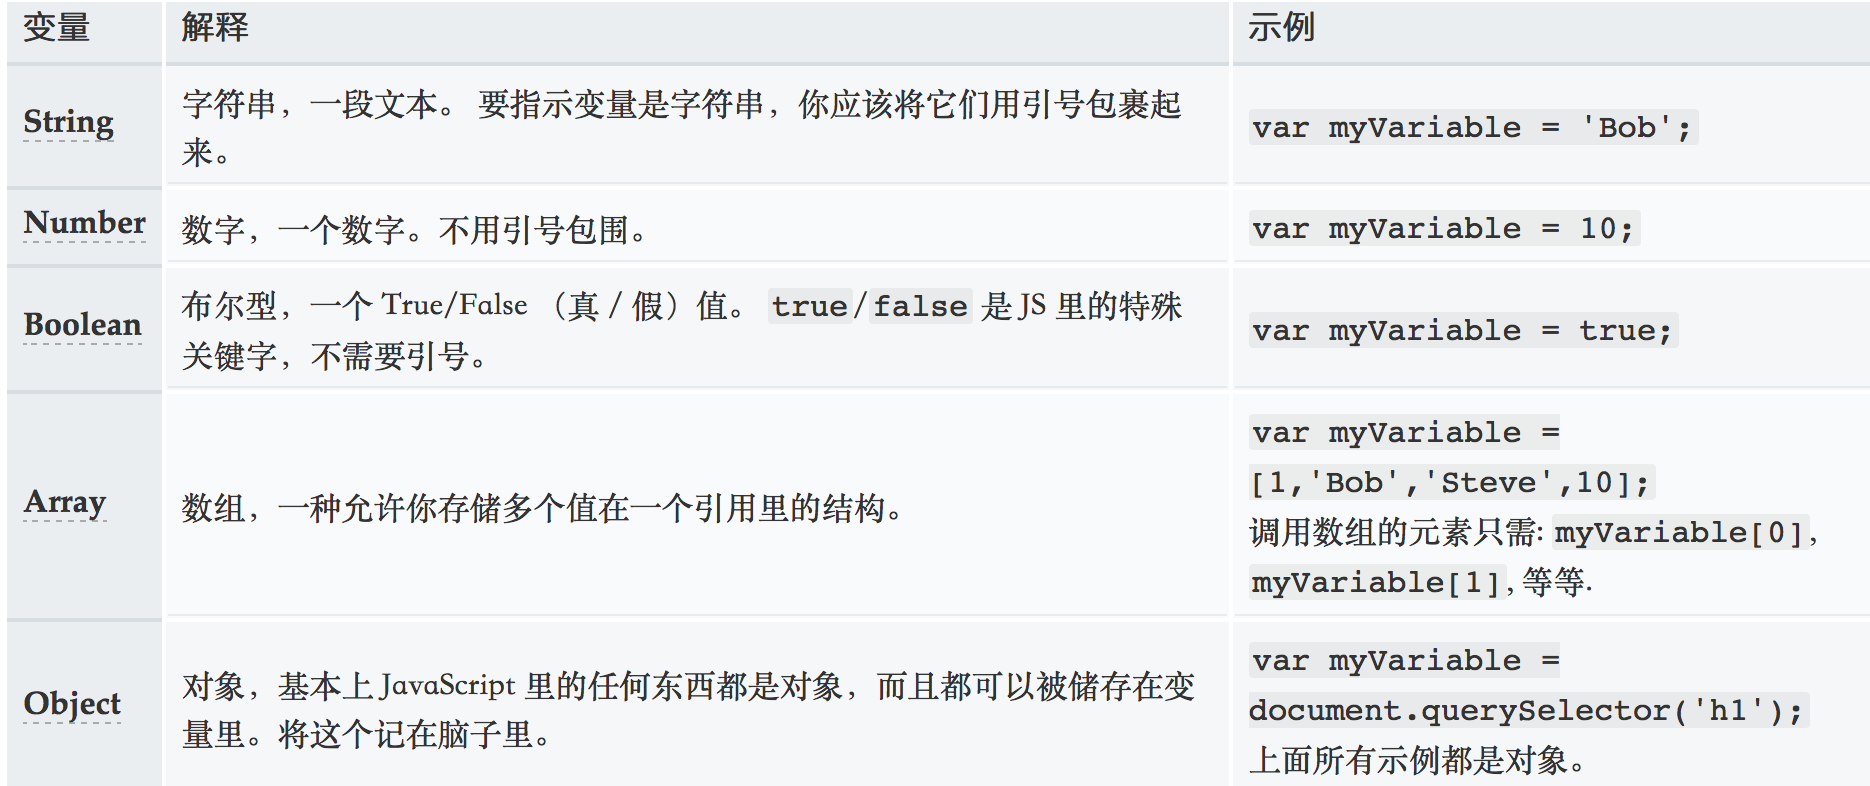 变量 解释 示例
String 字符串，一段文本。 要指示变量是字符串，你应该将它们用引号包裹起
来。 var myVariable = 'Bob';
Number 数字，一个数字。不用引号包围。 var myVariable = 10;
Boolean 布尔型，一个 True/False （真 / 假）值。 true/false 是 JS 里的特殊
关键字，不需要引号。 var myVariable = true;
Array 数组，一种允许你存储多个值在一个引用里的结构。 var myVariable =
[1,'Bob','Steve',10];
调用数组的元素只需: myVariable[0],
myVariable[1], 等等.
Object 对象，基本上 JavaScript 里的任何东西都是对象，而且都可以被储存在变
量里。将这个记在脑子里。 var myVariable =
document.querySelector('h1');
上面所有示例都是对象。